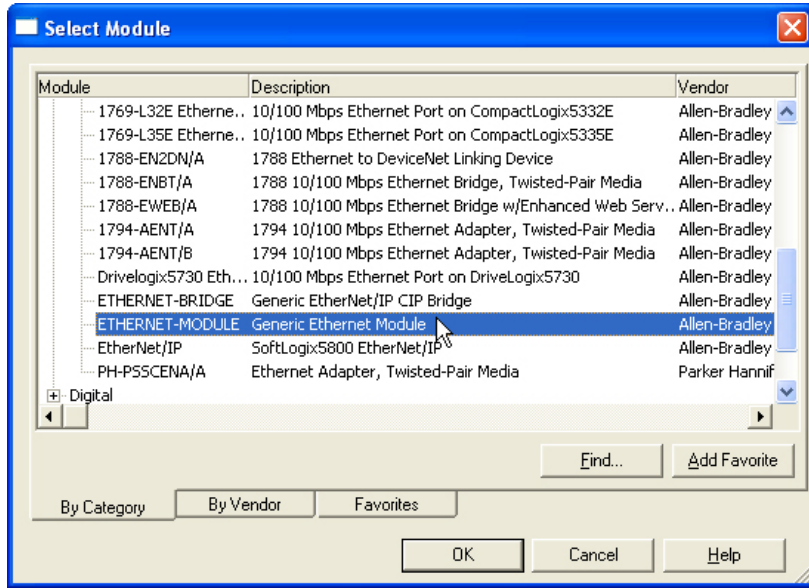 Select Module
Module Description Vendor
1769-L32E Etherne.. 10/100 Mbps Ethernet Port on CompactLogix5332E Allen-Bradley
1769-L35E Etherne.. 10/100 Mbps Ethernet Port on CompactLogix5335E Allen-Bradley
1788-EN2DN/A 1788 Ethernet to DeviceNet Linking Device Allen-Bradley
1788-ENBT/A 1788 10/100 Mbps Ethernet Bridge, Twisted-Pair Media Allen-Bradley
1788-EWEB/A 1788 10/100 Mbps Ethernet Bridge w/Enhanced Web Serv.. Allen-Bradley
1794-AENT/A 1794 10/100 Mbps Ethernet Adapter, Twisted-Pair Media Allen-Bradley
1794-AENT/B 1794 10/100 Mbps Ethernet Adapter, Twisted-Pair Media Allen-Bradley
Drivelogix5730 Eth... 10/100 Mbps Ethernet Port on DriveLogix5730 Allen-Bradley
ETHERNET-BRIDGE Generic EtherNet/IP CIP Bridge Allen-Bradley
ETHERNET-MODULE Generic Ethernet Module Allen-Bradley
EtherNet/IP SoftLogix5800 EtherNet/IP Allen-Bradley
PH-PSSCENA/A Ethernet Adapter, Twisted-Pair Media Parker Hannif
Digital
Find... Add Favorite
By Category By Vendor Favorites
OK Cancel Help